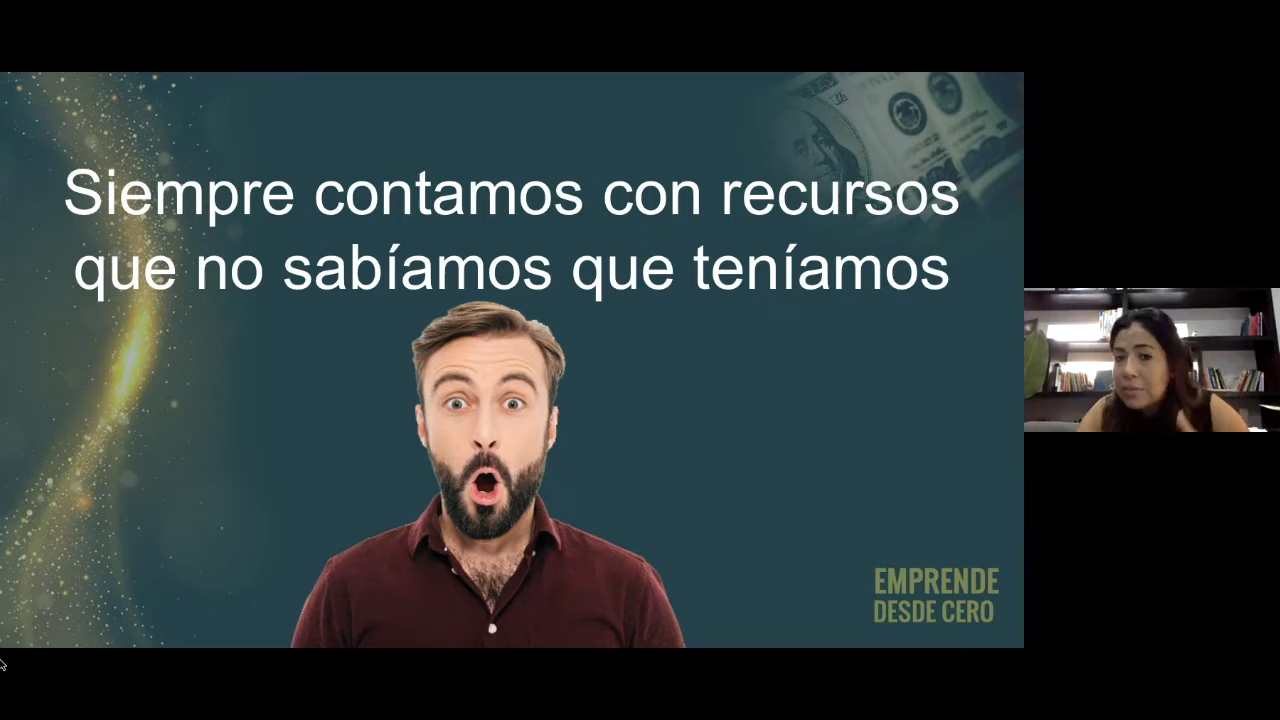 Siempre contamos con recursos
que no sabíamos que teníamos
EMPRENDE
DESDE CERO